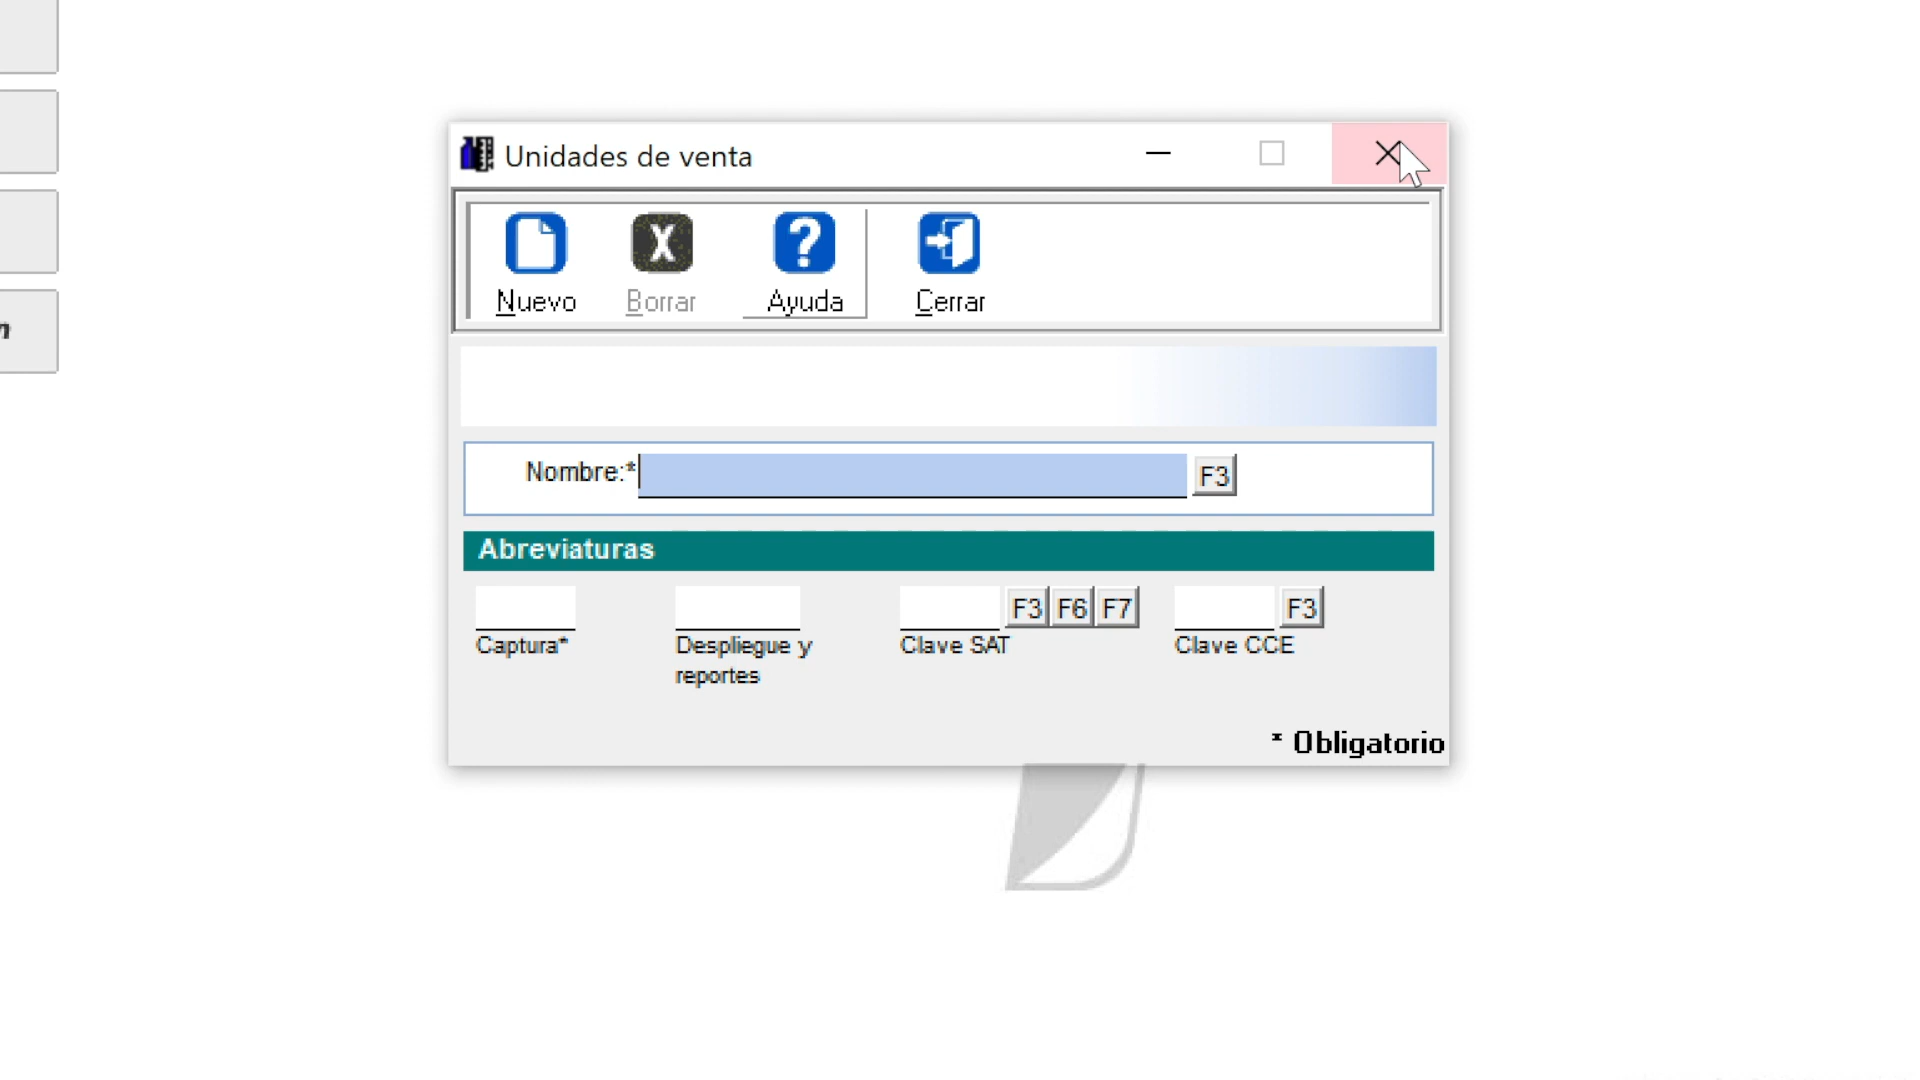 Unidades de venta
Nuevo Borrar Ayuda Cerrar
n
Nombre:* F3
Abreviaturas
F3 F6 F7 F3
Captura* Despliegue y reportes Clave SAT Clave CCE
* Obligatorio